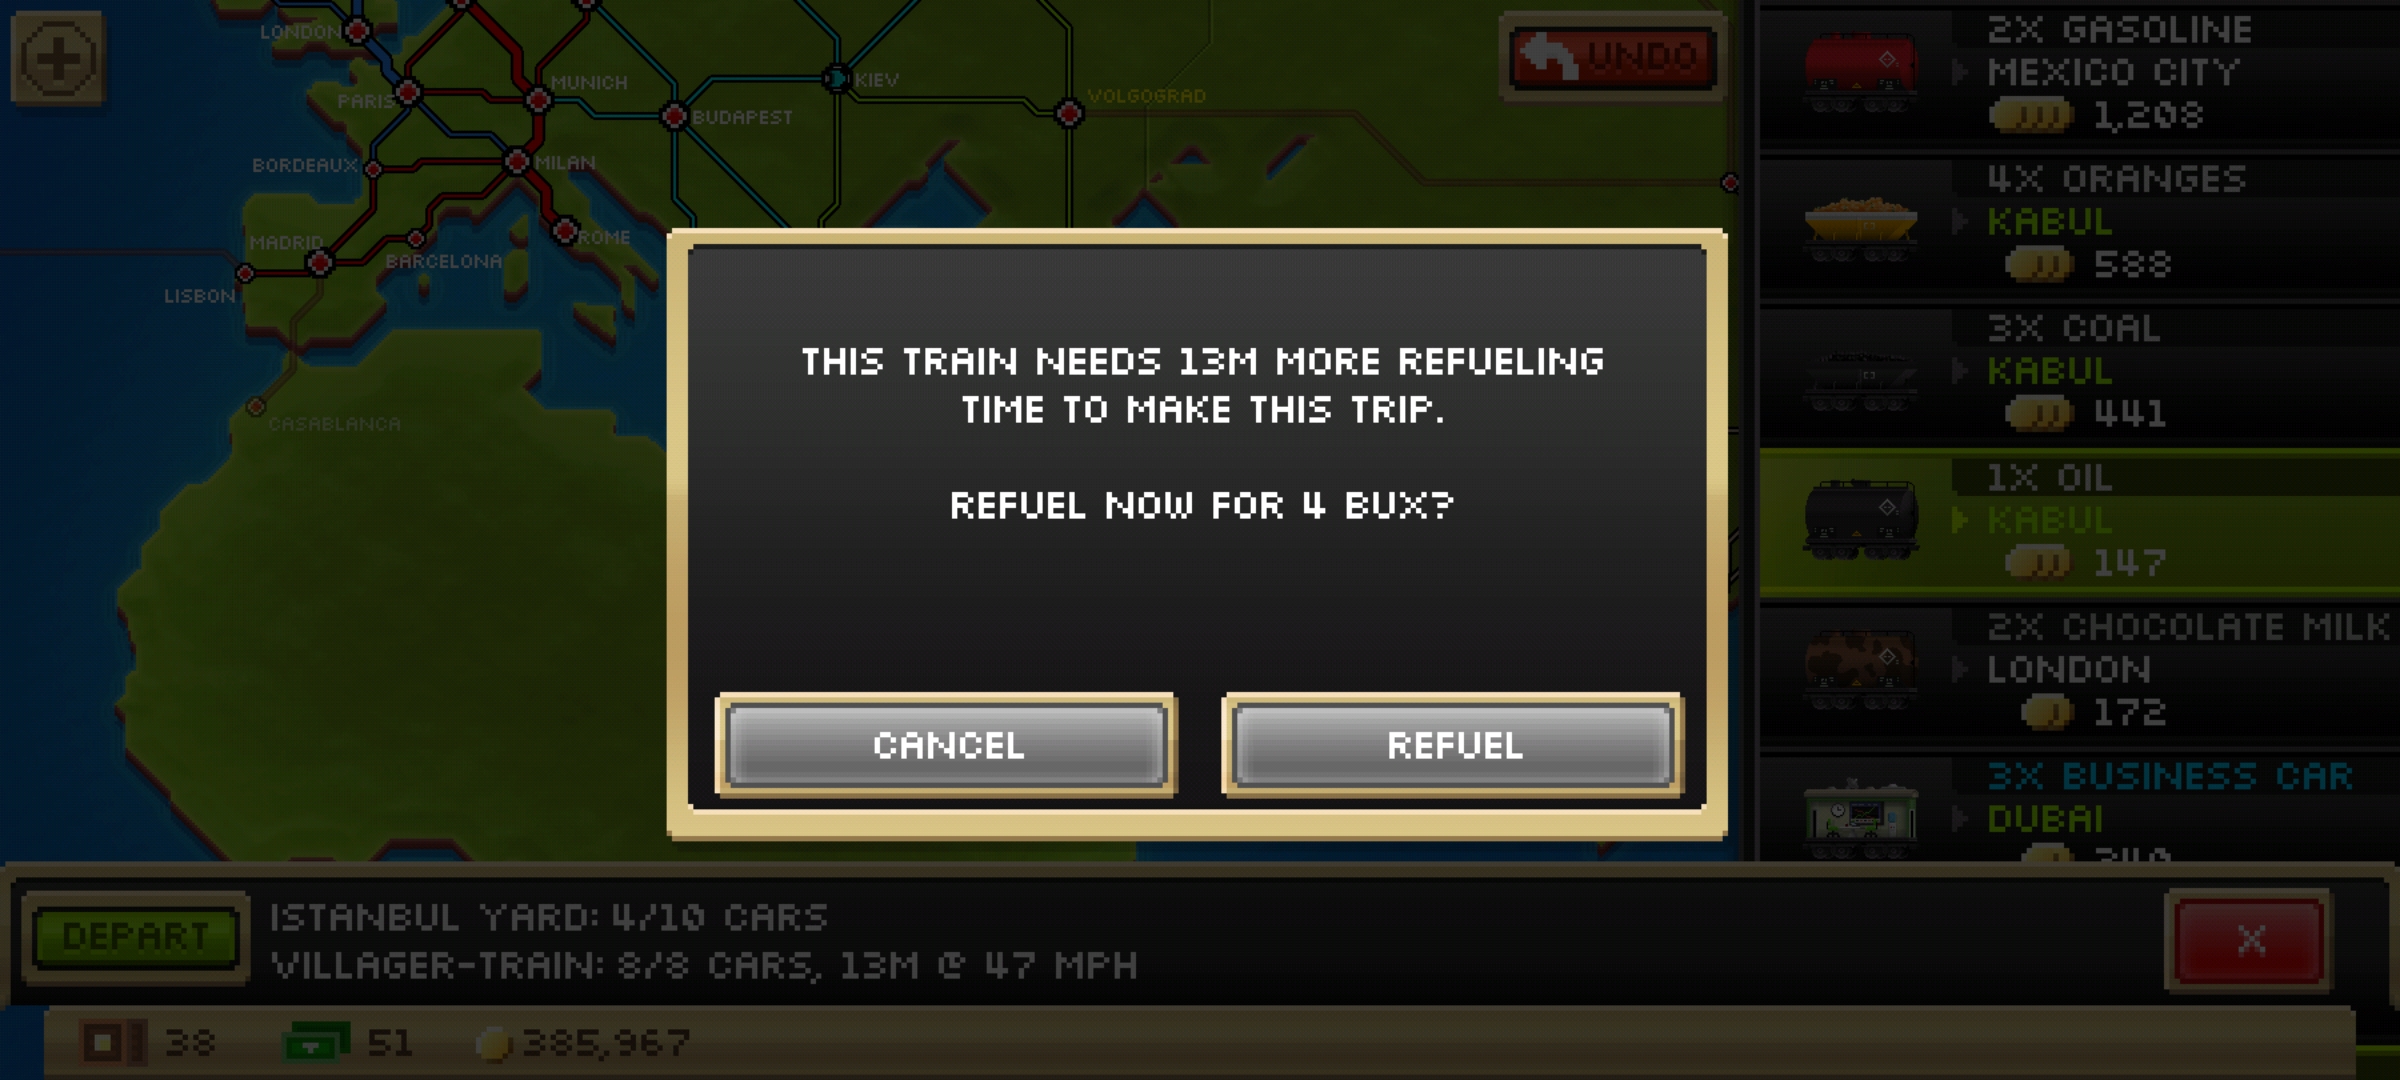 LONDON
PARIS
MUNICH
BUDAPEST
KIEV
VOLGOGRAD
BORDEAUX
MILAN
MADRID
ROME
BARCELONA
LISBON
CASABLANCA
UNDO
2X GASOLINE
MEXICO CITY
1,208
4X ORANGES
KABUL
588
3X COAL
KABUL
441
1X OIL
KABUL
147
2X CHOCOLATE MILK
LONDON
172
3X BUSINESS CAR
DUBAI
340
THIS TRAIN NEEDS 13M MORE REFUELING
TIME TO MAKE THIS TRIP.
REFUEL NOW FOR 4 BUX?
CANCEL
REFUEL
DEPART
ISTANBUL YARD: 4/10 CARS
VILLAGER-TRAIN: 8/8 CARS, 13M @ 47 MPH
X
38
51
385,967